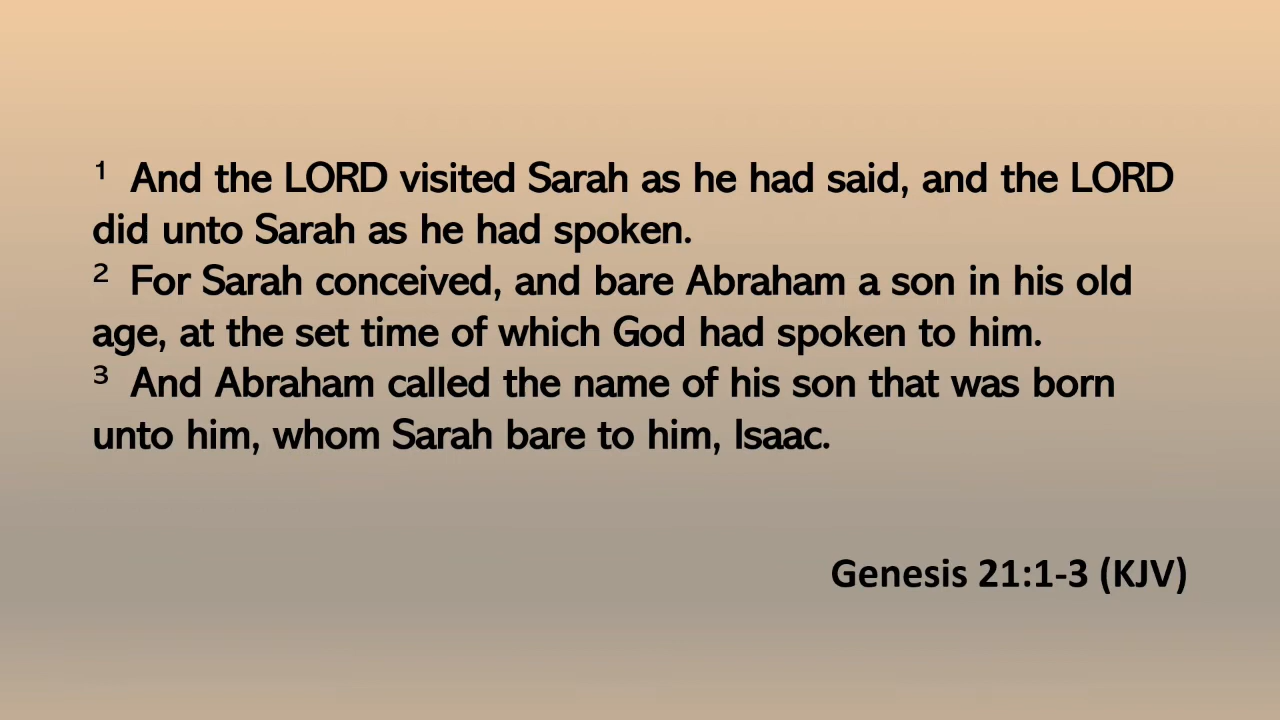 1 And the LORD visited Sarah as he had said, and the LORD
did unto Sarah as he had spoken.
2 For Sarah conceived, and bare Abraham a son in his old
age, at the set time of which God had spoken to him.
3 And Abraham called the name of his son that was born
unto him, whom Sarah bare to him, Isaac.
Genesis 21:1-3 (KJV)